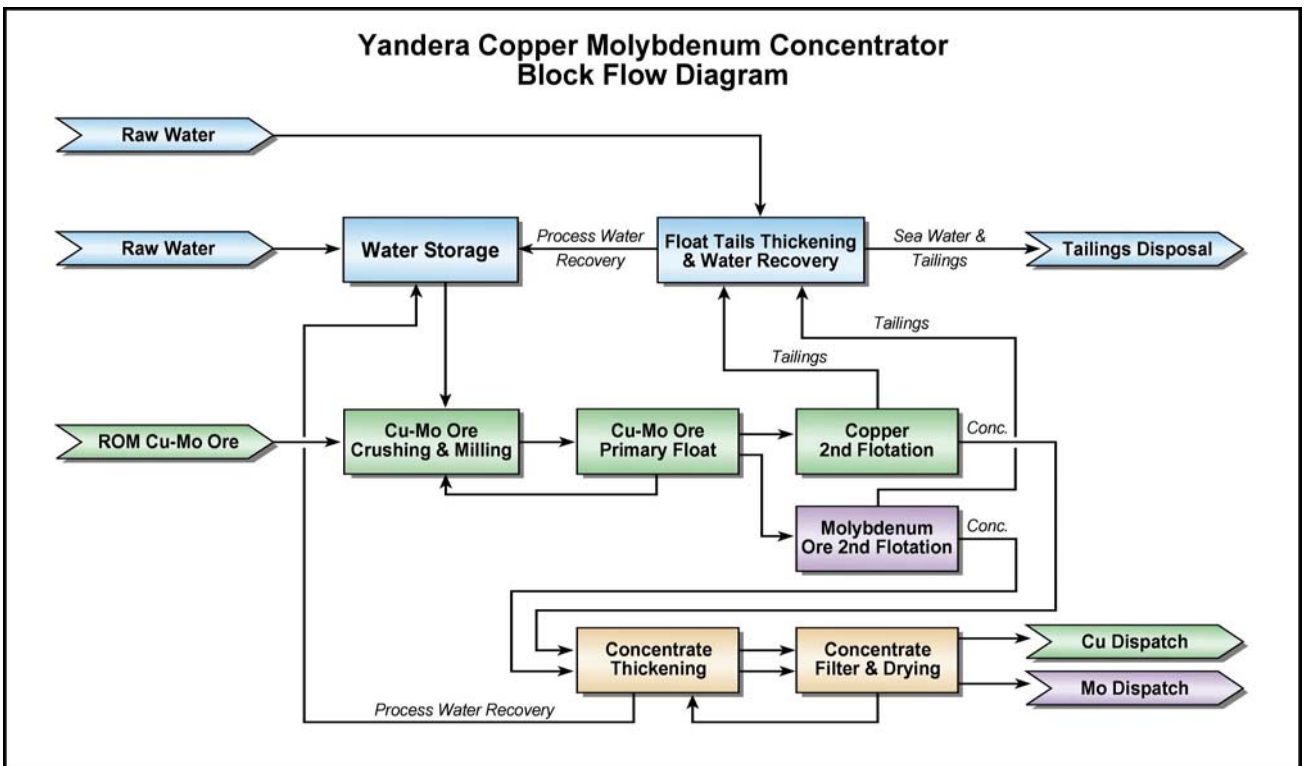 Yandera Copper Molybdenum Concentrator
Block Flow Diagram
Raw Water
Raw Water
Water Storage
Process Water
Recovery
Float Tails Thickening
& Water Recovery
Sea Water &
Tailings
Tailings Disposal
Tailings
Tailings
ROM Cu-Mo Ore
Cu-Mo Ore
Crushing & Milling
Cu-Mo Ore
Primary Float
Copper
2nd Flotation
Conc.
Molybdenum
Ore 2nd Flotation
Conc.
Concentrate
Thickening
Concentrate
Filter & Drying
Cu Dispatch
Mo Dispatch
Process Water Recovery